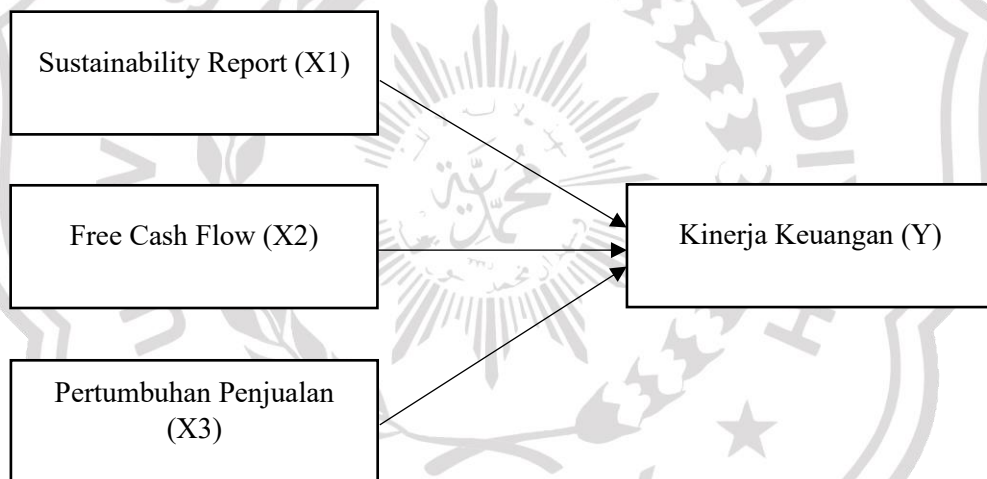 Sustainability Report (X1)
Free Cash Flow (X2)
Kinerja Keuangan (Y)
Pertumbuhan Penjualan
(X3)